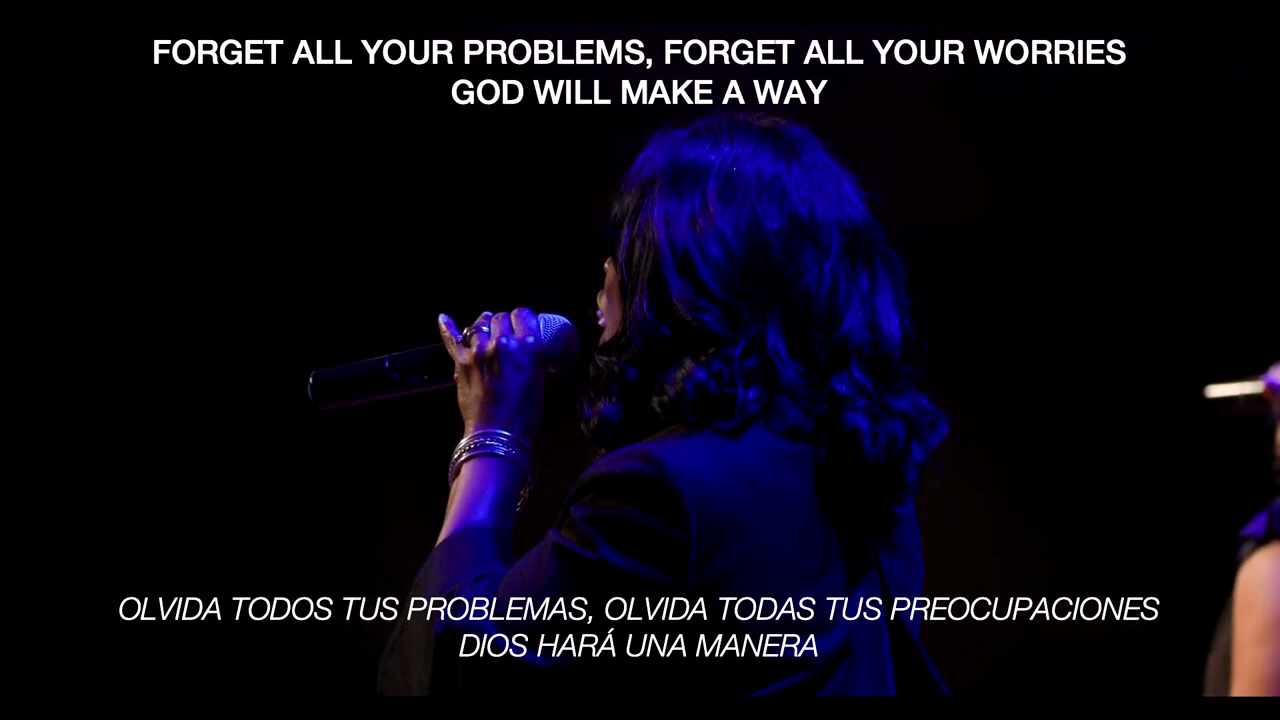 FORGET ALL YOUR PROBLEMS, FORGET ALL YOUR WORRIES
GOD WILL MAKE A WAY
OLVIDA TODOS TUS PROBLEMAS, OLVIDA TODAS TUS PREOCUPACIONES
DIOS HARÁ UNA MANERA